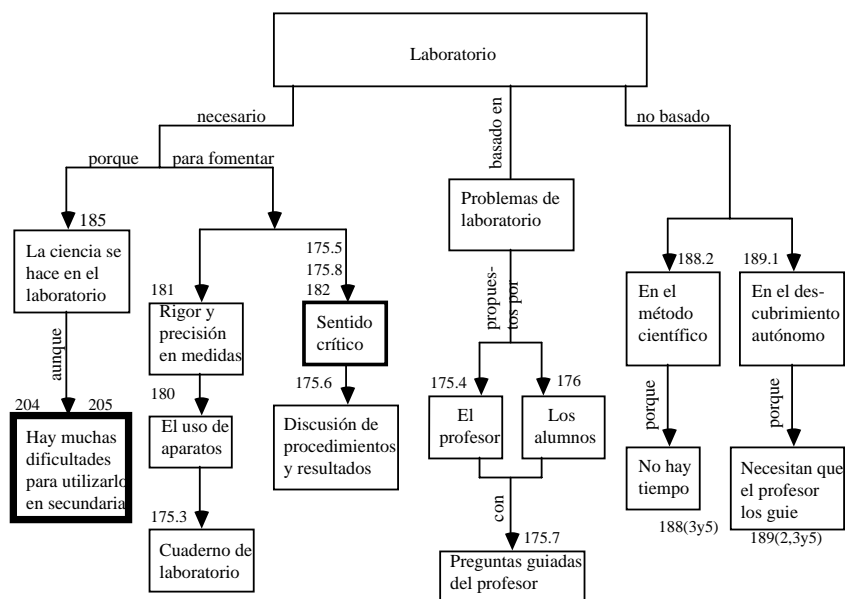 Laboratorio
necesario
basado en
no basado
porque
para fomentar
185
La ciencia se
hace en el
laboratorio
aunque
204
205
Hay muchas
dificultades
para utilizarlo
en secundaria
181
Rigor y
precisión
en medidas
180
El uso de
aparatos
175.3
Cuaderno de
laboratorio
175.5
175.8
182
Sentido
crítico
175.6
Discusión de
procedimientos
y resultados
Problemas de
laboratorio
propues-
tos por
175.4
El
profesor
176
Los
alumnos
con
175.7
Preguntas guiadas
del profesor
188.2
En el
método
científico
porque
No hay
tiempo
188(3y5)
189.1
En el des-
cubrimiento
autónomo
porque
Necesitan que
el profesor
los guie
189(2,3y5)